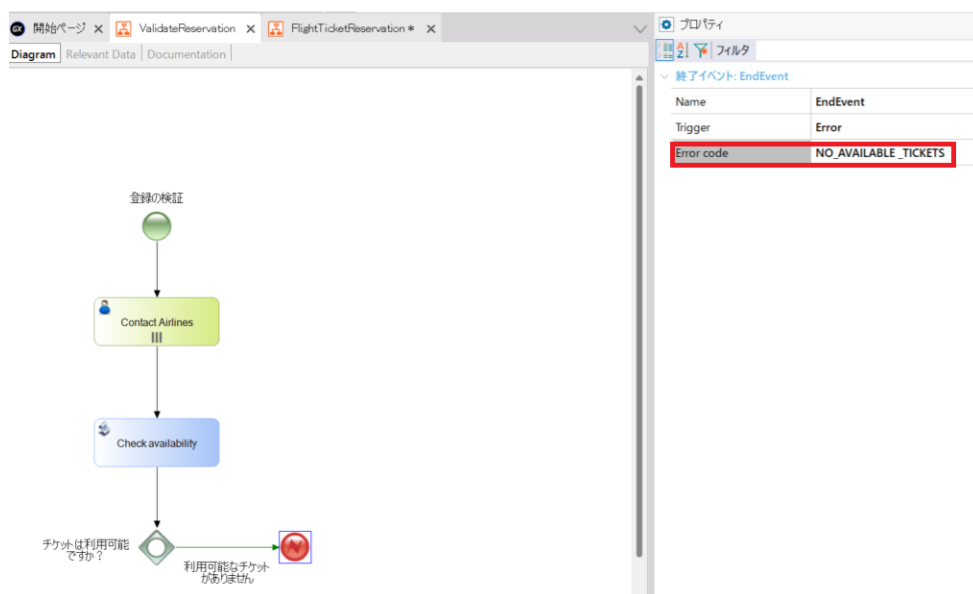 開始ページ
ValidateReservation
FlightTicketReservation *
Diagram
Relevant Data
Documentation
登録の検証
Contact Airlines
Check availability
チケットは利用可能
ですか？
利用可能なチケット
がありません
プロパティ
フィルタ
終了イベント: EndEvent
Name EndEvent
Trigger Error
Error code NO_AVAILABLE _TICKETS